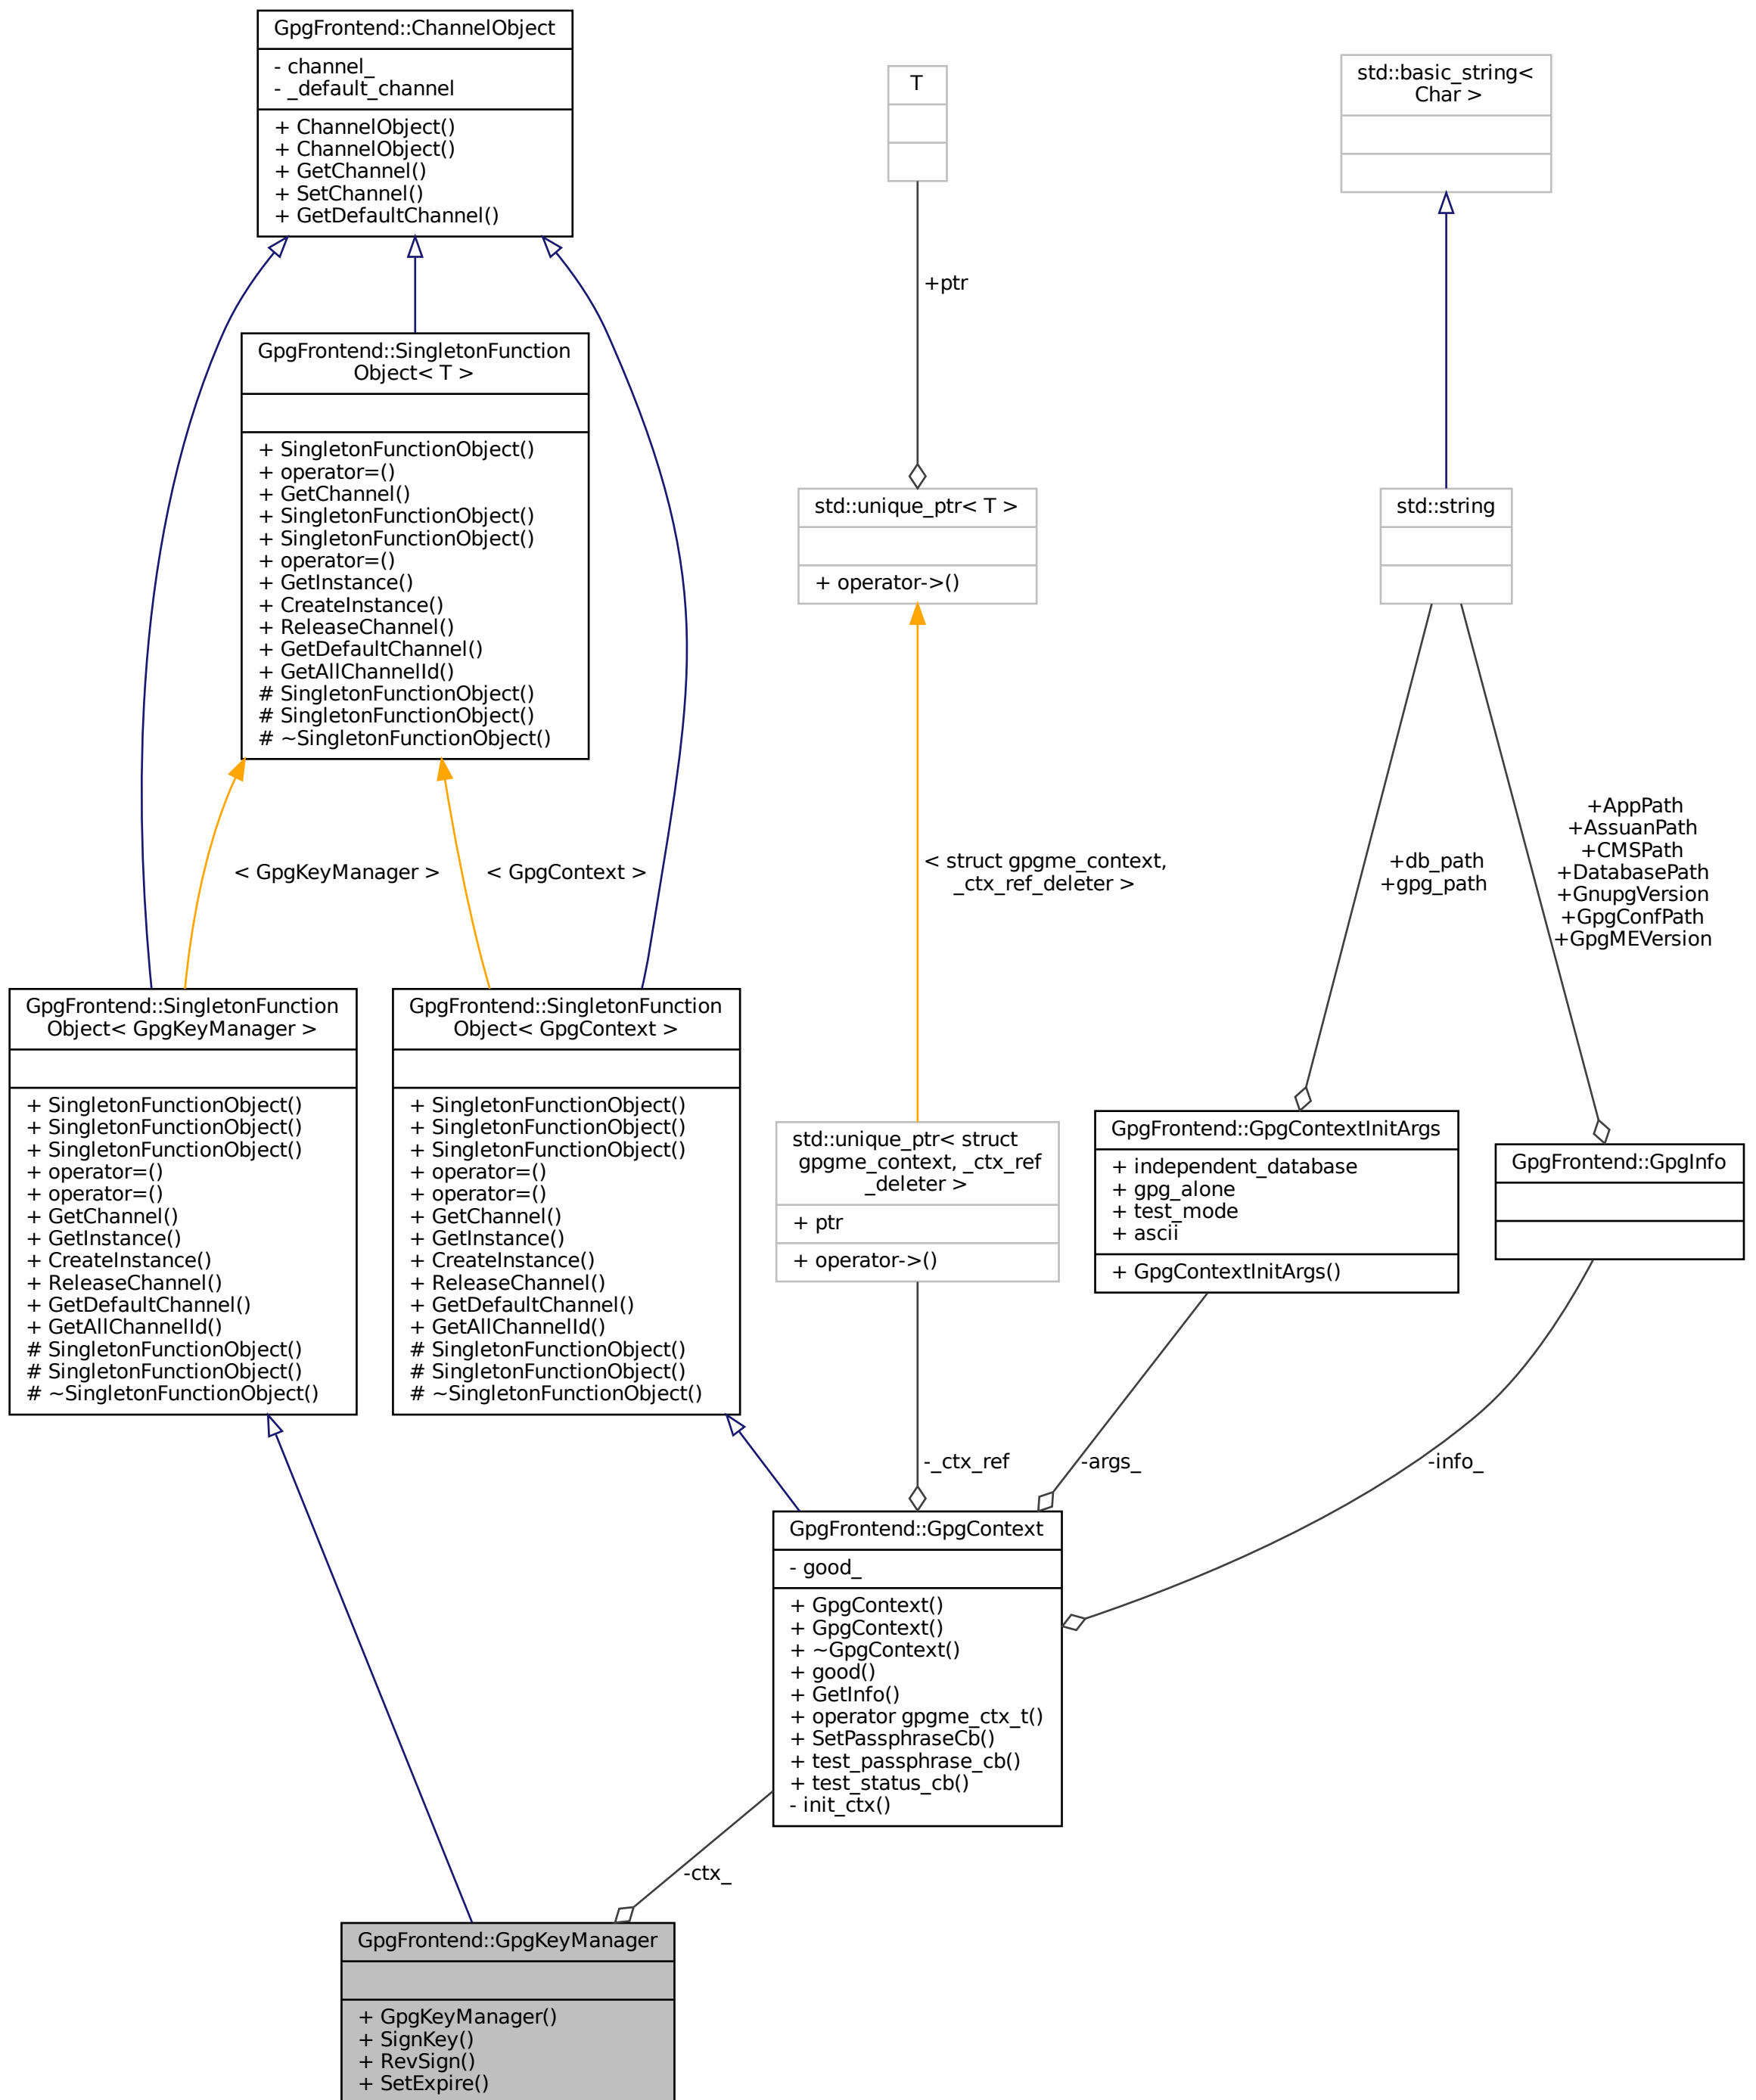 GpgFrontend::ChannelObject
- channel_
- _default_channel
+ ChannelObject()
+ ChannelObject()
+ GetChannel()
+ SetChannel()
+ GetDefaultChannel()
T
std::basic_string<
Char >
+ptr
GpgFrontend::SingletonFunction
Object< T >
+ SingletonFunctionObject()
+ operator=()
+ GetChannel()
+ SingletonFunctionObject()
+ SingletonFunctionObject()
+ operator=()
+ GetInstance()
+ CreateInstance()
+ ReleaseChannel()
+ GetDefaultChannel()
+ GetAllChannelId()
# SingletonFunctionObject()
# SingletonFunctionObject()
# ~SingletonFunctionObject()
std::unique_ptr< T >
+ operator->()
std::string
< GpgKeyManager >
< GpgContext >
< struct gpgme_context,
_ctx_ref_deleter >
+db_path
+gpg_path
+AppPath
+AssuanPath
+CMSPath
+DatabasePath
+GnupgVersion
+GpgConfPath
+GpgMEVersion
GpgFrontend::SingletonFunction
Object< GpgKeyManager >
+ SingletonFunctionObject()
+ SingletonFunctionObject()
+ SingletonFunctionObject()
+ operator=()
+ operator=()
+ GetChannel()
+ GetInstance()
+ CreateInstance()
+ ReleaseChannel()
+ GetDefaultChannel()
+ GetAllChannelId()
# SingletonFunctionObject()
# SingletonFunctionObject()
# ~SingletonFunctionObject()
GpgFrontend::SingletonFunction
Object< GpgContext >
+ SingletonFunctionObject()
+ SingletonFunctionObject()
+ SingletonFunctionObject()
+ operator=()
+ operator=()
+ GetChannel()
+ GetInstance()
+ CreateInstance()
+ ReleaseChannel()
+ GetDefaultChannel()
+ GetAllChannelId()
# SingletonFunctionObject()
# SingletonFunctionObject()
# ~SingletonFunctionObject()
std::unique_ptr< struct
gpgme_context, _ctx_ref
_deleter >
+ ptr
+ operator->()
GpgFrontend::GpgContextInitArgs
+ independent_database
+ gpg_alone
+ test_mode
+ ascii
+ GpgContextInitArgs()
GpgFrontend::GpgInfo
-_ctx_ref
-args_
-info_
GpgFrontend::GpgContext
- good_
+ GpgContext()
+ GpgContext()
+ ~GpgContext()
+ good()
+ GetInfo()
+ operator gpgme_ctx_t()
+ SetPassphraseCb()
+ test_passphrase_cb()
+ test_status_cb()
- init_ctx()
-ctx_
GpgFrontend::GpgKeyManager
+ GpgKeyManager()
+ SignKey()
+ RevSign()
+ SetExpire()